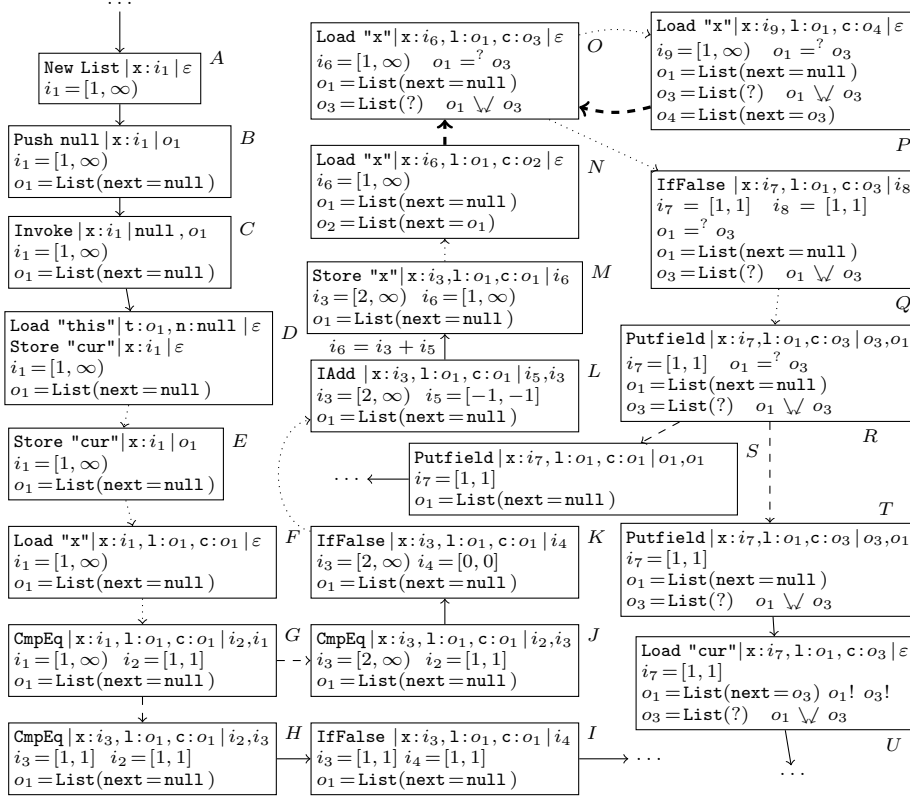 ...
A
New List | x:i₁ | ε
i₁ = [1, ∞)
B
Push null | x:i₁ | o₁
i₁ = [1, ∞)
o₁ = List(next = null)
C
Invoke | x:i₁ | null, o₁
i₁ = [1, ∞)
o₁ = List(next = null)
D
Load "this" | t:o₁, n:null | ε
Store "cur" | x:i₁ | ε
i₁ = [1, ∞)
o₁ = List(next = null)
E
Store "cur" | x:i₁ | o₁
i₁ = [1, ∞)
o₁ = List(next = null)
F
Load "x" | x:i₁, l:o₁, c:o₁ | ε
i₁ = [1, ∞)
o₁ = List(next = null)
G
CmpEq | x:i₁, l:o₁, c:o₁ | i₂,i₁
i₁ = [1, ∞) i₂ = [1, 1]
o₁ = List(next = null)
H
CmpEq | x:i₃, l:o₁, c:o₁ | i₂,i₃
i₃ = [1, 1] i₂ = [1, 1]
o₁ = List(next = null)
I
IfFalse | x:i₃, l:o₁, c:o₁ | i₄
i₃ = [1, 1] i₄ = [1, 1]
o₁ = List(next = null)
...
J
CmpEq | x:i₃, l:o₁, c:o₁ | i₂,i₃
i₃ = [2, ∞) i₂ = [1, 1]
o₁ = List(next = null)
K
IfFalse | x:i₃, l:o₁, c:o₁ | i₄
i₃ = [2, ∞) i₄ = [0, 0]
o₁ = List(next = null)
L
IAdd | x:i₃, l:o₁, c:o₁ | i₅,i₃
i₃ = [2, ∞) i₅ = [−1, −1]
o₁ = List(next = null)
i₆ = i₃ + i₅
M
Store "x" | x:i₃,l:o₁,c:o₁ | i₆
i₃ = [2, ∞) i₆ = [1, ∞)
o₁ = List(next = null)
N
Load "x" | x:i₆, l:o₁, c:o₂ | ε
i₆ = [1, ∞)
o₁ = List(next = null)
o₂ = List(next = o₁)
O
Load "x" | x:i₆, l:o₁, c:o₃ | ε
i₆ = [1, ∞) o₁ =? o₃
o₁ = List(next = null)
o₃ = List(?) o₁ \/ o₃
P
Load "x" | x:i₉, l:o₁, c:o₄ | ε
i₉ = [1, ∞) o₁ =? o₃
o₁ = List(next = null)
o₃ = List(?) o₁ \/ o₃
o₄ = List(next = o₃)
Q
IfFalse | x:i₇, l:o₁, c:o₃ | i₈
i₇ = [1, 1] i₈ = [1, 1]
o₁ =? o₃
o₁ = List(next = null)
o₃ = List(?) o₁ \/ o₃
R
Putfield | x:i₇,l:o₁, c:o₃ | o₃,o₁
i₇ = [1, 1] o₁ =? o₃
o₁ = List(next = null)
o₃ = List(?) o₁ \/ o₃
S
Putfield | x:i₇, l:o₁, c:o₁ | o₁,o₁
i₇ = [1, 1]
o₁ = List(next = null)
...
T
Putfield | x:i₇,l:o₁, c:o₃ | o₃,o₁
i₇ = [1, 1]
o₁ = List(next = null)
o₃ = List(?) o₁ \/ o₃
U
Load "cur" | x:i₇, l:o₁, c:o₃ | ε
i₇ = [1, 1]
o₁ = List(next = o₃) o₁! o₃!
o₃ = List(?) o₁ \/ o₃
...